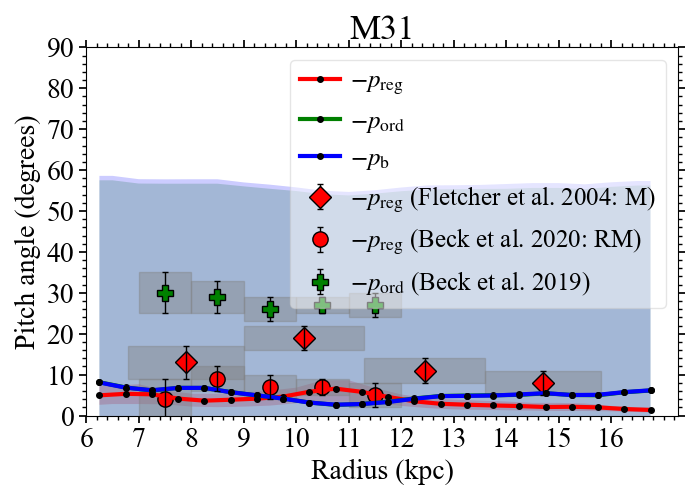 M31
Pitch angle (degrees)
90
80
70
60
50
40
30
20
10
0
−p_reg
−p_ord
−p_b
−p_reg (Fletcher et al. 2004: M)
−p_reg (Beck et al. 2020: RM)
−p_ord (Beck et al. 2019)
6 7 8 9 10 11 12 13 14 15 16
Radius (kpc)